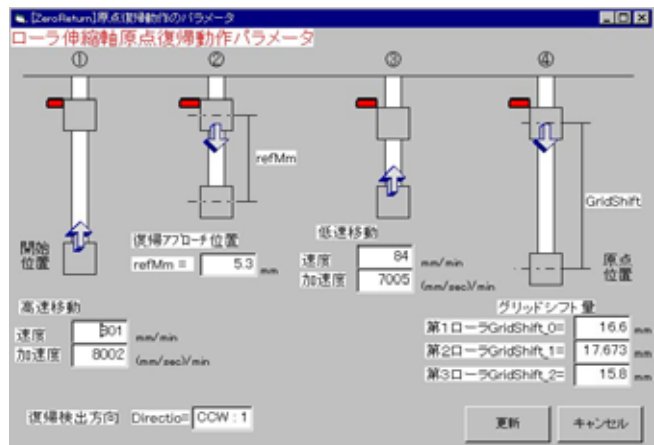 [ZeroReturn]原点復帰動作のパラメータ
ローラ伸縮軸原点復帰動作パラメータ
① ② ③ ④
refMm
GridShift
開始
位置
復帰アプローチ位置
refMm = 5.3 mm
低速移動
速度 84 mm/min
加速度 7005 (mm/sec)/min
原点
位置
高速移動
速度 801 mm/min
加速度 8002 (mm/sec)/min
グリッドシフト量
第1ローラGridShift_0= 16.6 mm
第2ローラGridShift_1= 17.673 mm
第3ローラGridShift_2= 15.8 mm
復帰検出方向 Directio= CCW : 1
更新 キャンセル